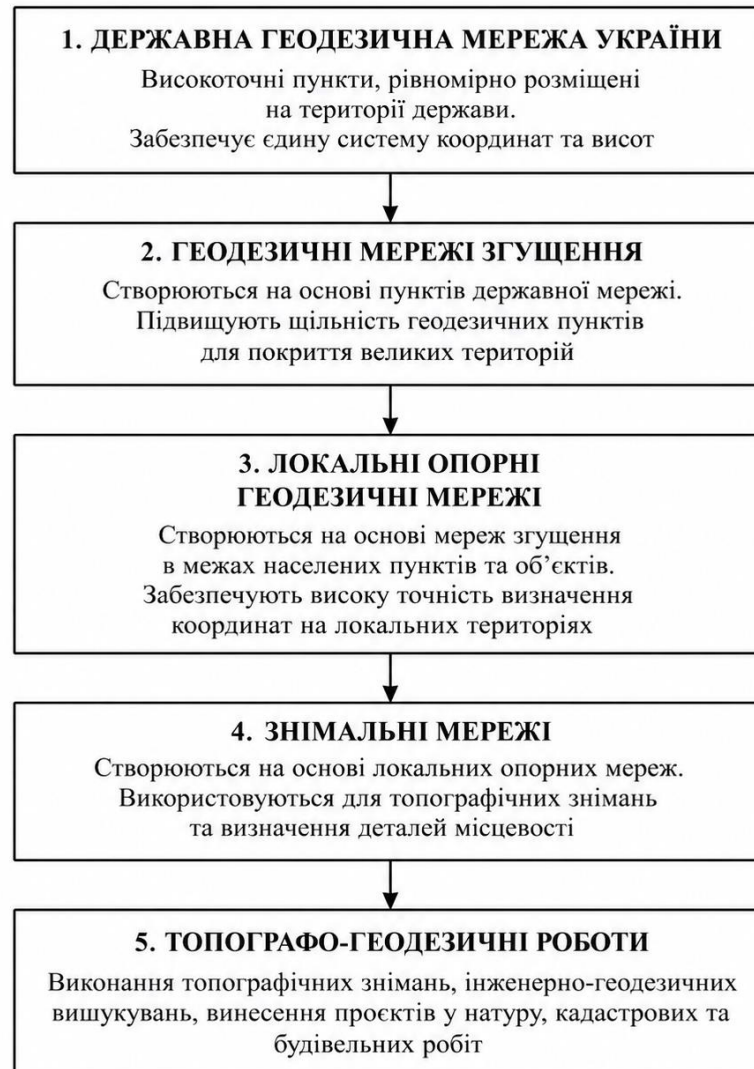 1. ДЕРЖАВНА ГЕОДЕЗИЧНА МЕРЕЖА УКРАЇНИ
Високоточні пункти, рівномірно розміщені
на території держави.
Забезпечує єдину систему координат та висот
2. ГЕОДЕЗИЧНІ МЕРЕЖІ ЗГУЩЕННЯ
Створюються на основі пунктів державної мережі.
Підвищують щільність геодезичних пунктів
для покриття великих територій
3. ЛОКАЛЬНІ ОПОРНІ
ГЕОДЕЗИЧНІ МЕРЕЖІ
Створюються на основі мереж згущення
в межах населених пунктів та об’єктів.
Забезпечують високу точність визначення
координат на локальних територіях
4. ЗНІМАЛЬНІ МЕРЕЖІ
Створюються на основі локальних опорних мереж.
Використовуються для топографічних знімань
та визначення деталей місцевості
5. ТОПОГРАФО-ГЕОДЕЗИЧНІ РОБОТИ
Виконання топографічних знімань, інженерно-геодезичних
вишукувань, винесення проєктів у натуру, кадастрових та
будівельних робіт